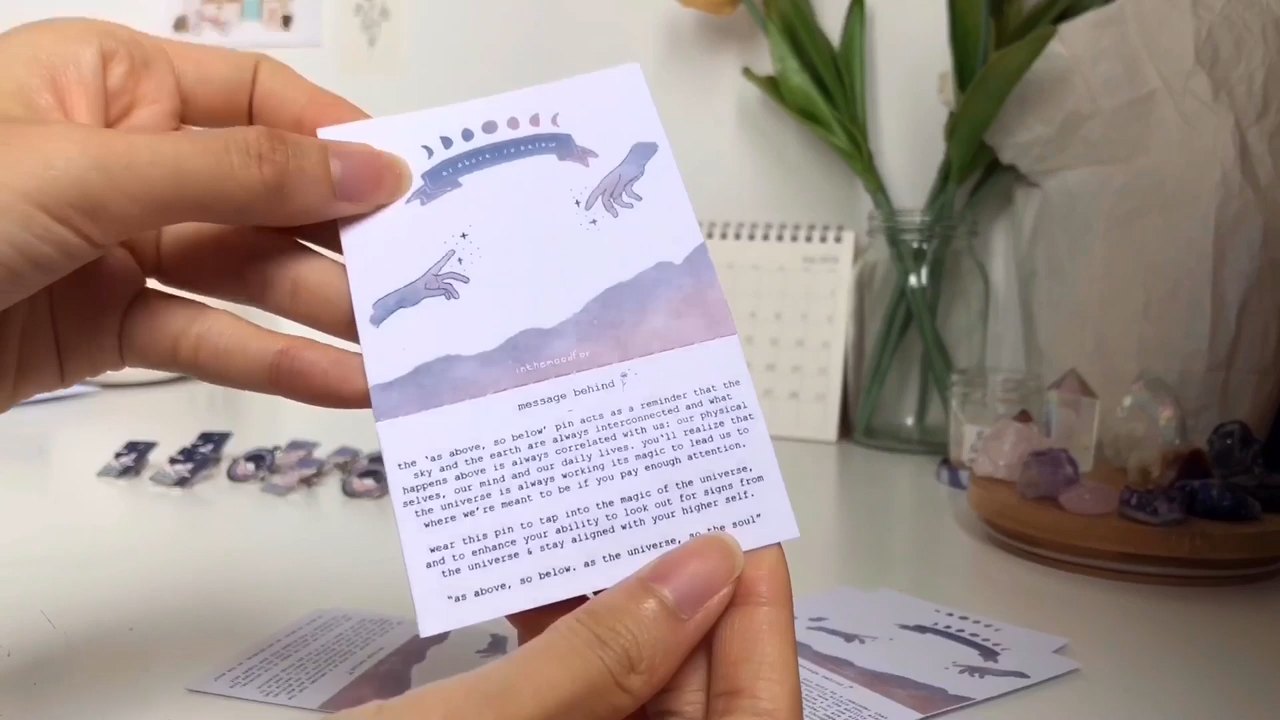 as above, so below
inthemoodfor
message behind
the 'as above, so below' pin acts as a reminder that the
sky and the earth are always interconnected and what
happens above is always correlated with us: our physical
selves, our mind and our daily lives. you'll realize that
the universe is always working its magic to lead us to
where we're meant to be if you pay enough attention.
wear this pin to tap into the magic of the universe,
and to enhance your ability to look out for signs from
the universe & stay aligned with your higher self.
"as above, so below. as the universe, so the soul"